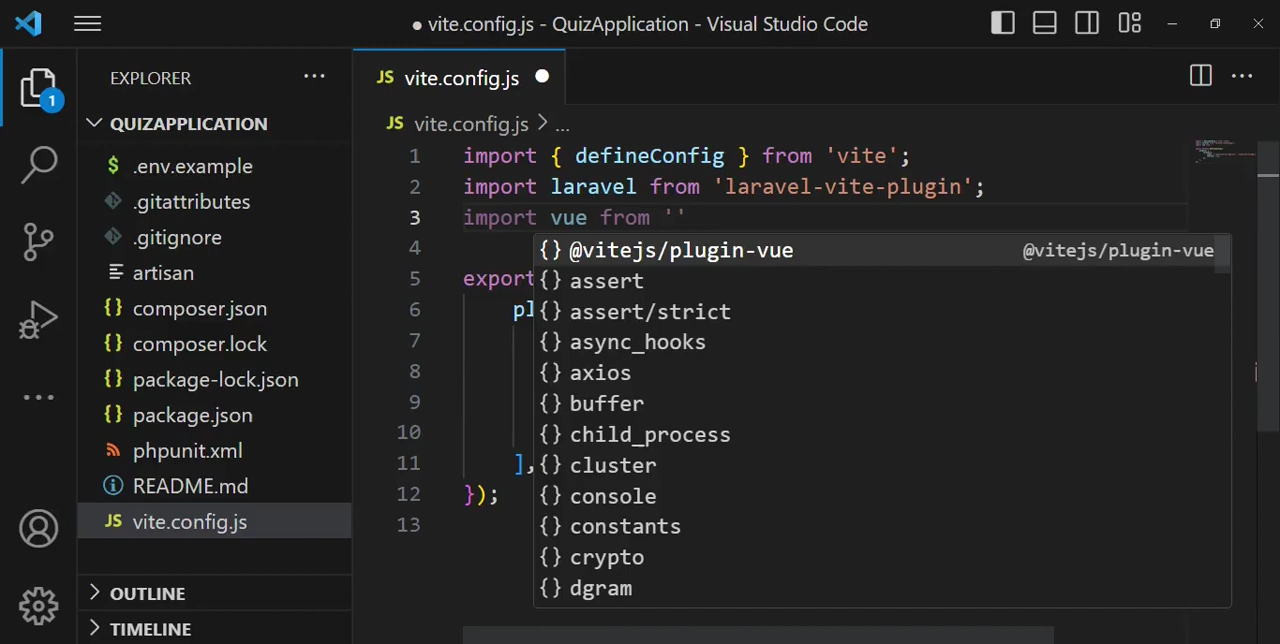 ● vite.config.js - QuizApplication - Visual Studio Code
EXPLORER
1
QUIZAPPLICATION
$ .env.example
.gitattributes
.gitignore
artisan
{} composer.json
{} composer.lock
{} package-lock.json
{} package.json
phpunit.xml
README.md
JS vite.config.js
OUTLINE
TIMELINE
JS vite.config.js ●
JS vite.config.js > ...
1 import { defineConfig } from 'vite';
2 import laravel from 'laravel-vite-plugin';
3 import vue from ''
4
5 export
6 pl
7
8
9
10
11 ],
12 });
13
{} @vitejs/plugin-vue @vitejs/plugin-vue
{} assert
{} assert/strict
{} async_hooks
{} axios
{} buffer
{} child_process
{} cluster
{} console
{} constants
{} crypto
{} dgram